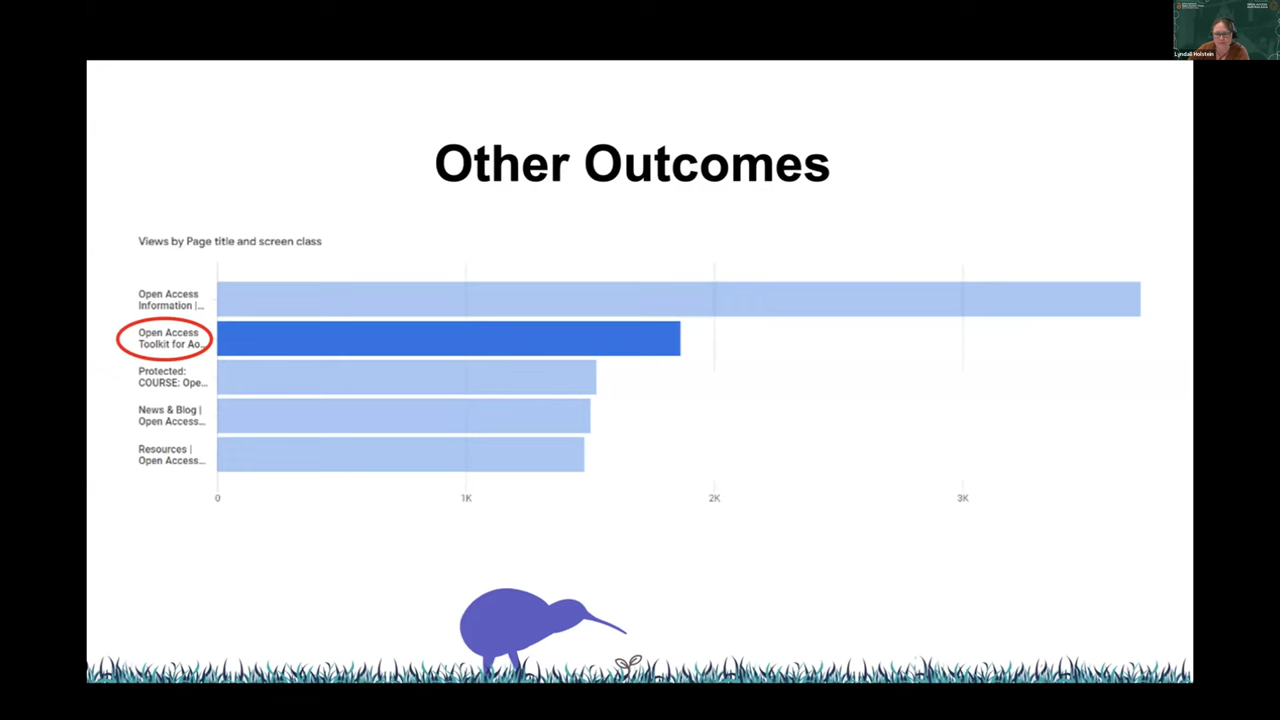 Lyndall Holstein
Other Outcomes
Views by Page title and screen class
Open Access
Information |...
Open Access
Toolkit for Ao...
Protected:
COURSE: Ope...
News & Blog |
Open Access...
Resources |
Open Access...
0
1K
2K
3K